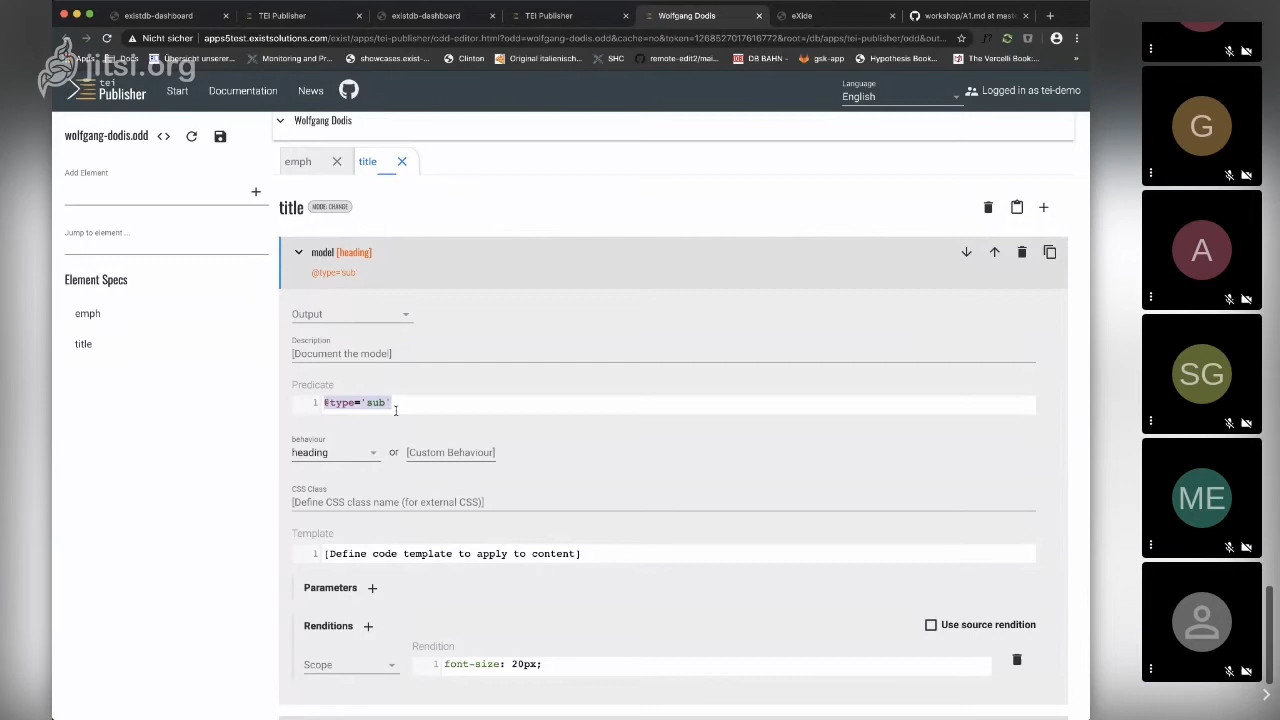 existdb-dashboard
TEI Publisher
existdb-dashboard
TEI Publisher
Wolfgang Dodis
eXide
workshop/A1.md at mast
Nicht sicher
apps5test.existsolutions.com/exist/apps/tei-publisher/odd-editor.html?odd=wolfgang-dodis.odd&cache=no&token=1268527017616772&root=/db/apps/tei-publisher/odd&out...
Apps
Docs
Übersicht unserer...
Monitoring and Pri...
showcases.exist-...
Clinton
Original italienisch...
SHC
remote-edit2/mai...
DB BAHN -
gsk-app
Hypothesis Book...
The Vercelli Book:...
jitsi.org
tei
Publisher
Start
Documentation
News
Language
English
Logged in as tei-demo
wolfgang-dodis.odd
Wolfgang Dodis
emph
title
Add Element
Jump to element ...
title
MODE: CHANGE
model [heading]
@type='sub'
Element Specs
emph
title
Output
Description
[Document the model]
Predicate
1 @type='sub'
behaviour
heading
or
[Custom Behaviour]
CSS Class
[Define CSS class name (for external CSS)]
Template
1 [Define code template to apply to content]
Parameters
Renditions
Use source rendition
Scope
Rendition
1 font-size: 20px;
G
A
SG
ME